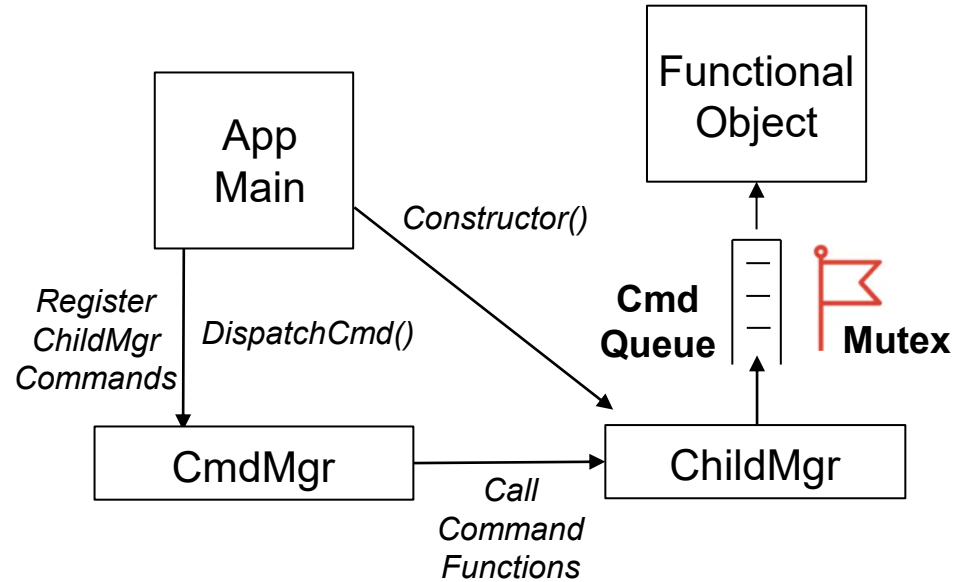 Functional
Object
App
Main
Constructor()
Register
ChildMgr
Commands
DispatchCmd()
Cmd
Queue
Mutex
CmdMgr
ChildMgr
Call
Command
Functions